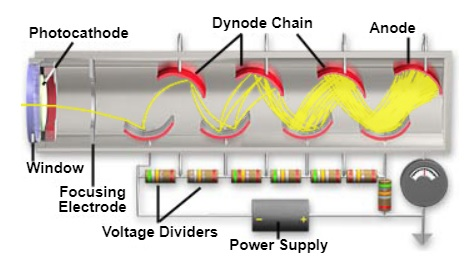 Dynode Chain
Photocathode
Anode
Window
Focusing
Electrode
Voltage Dividers
- +
Power Supply